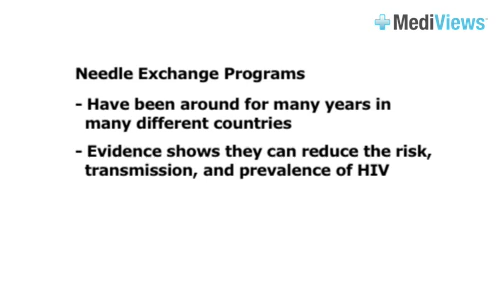 MediViews
Needle Exchange Programs
- Have been around for many years in
many different countries
- Evidence shows they can reduce the risk,
transmission, and prevalence of HIV